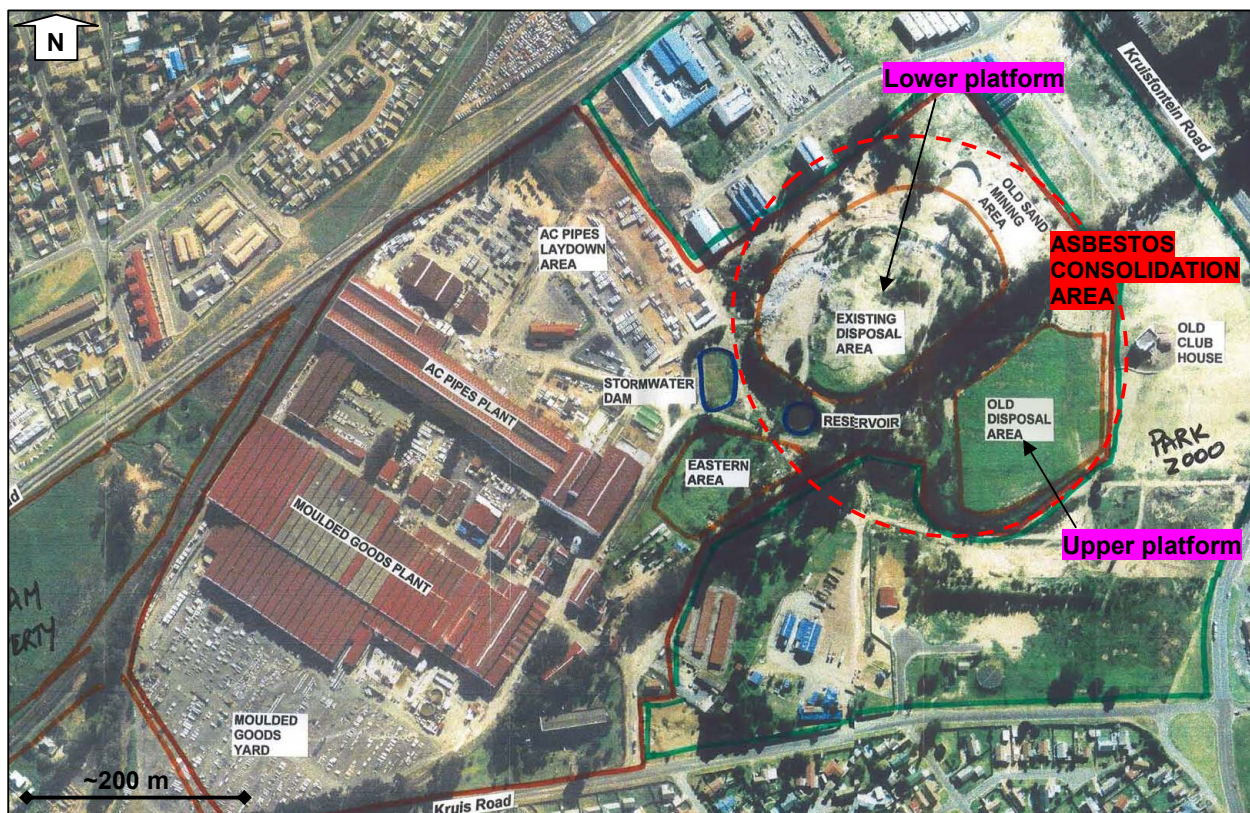 N
Lower platform
Kruisfontein Road
OLD SAND
MINING
AREA
AC PIPES
LAYDOWN
AREA
ASBESTOS
CONSOLIDATION
AREA
EXISTING
DISPOSAL
AREA
OLD
CLUB
HOUSE
AC PIPES PLANT
STORMWATER
DAM
RESERVOIR
OLD
DISPOSAL
AREA
PARK
2000
EASTERN
AREA
MOULDED GOODS PLANT
Upper platform
MOULDED
GOODS
YARD
~200 m
Kruis Road